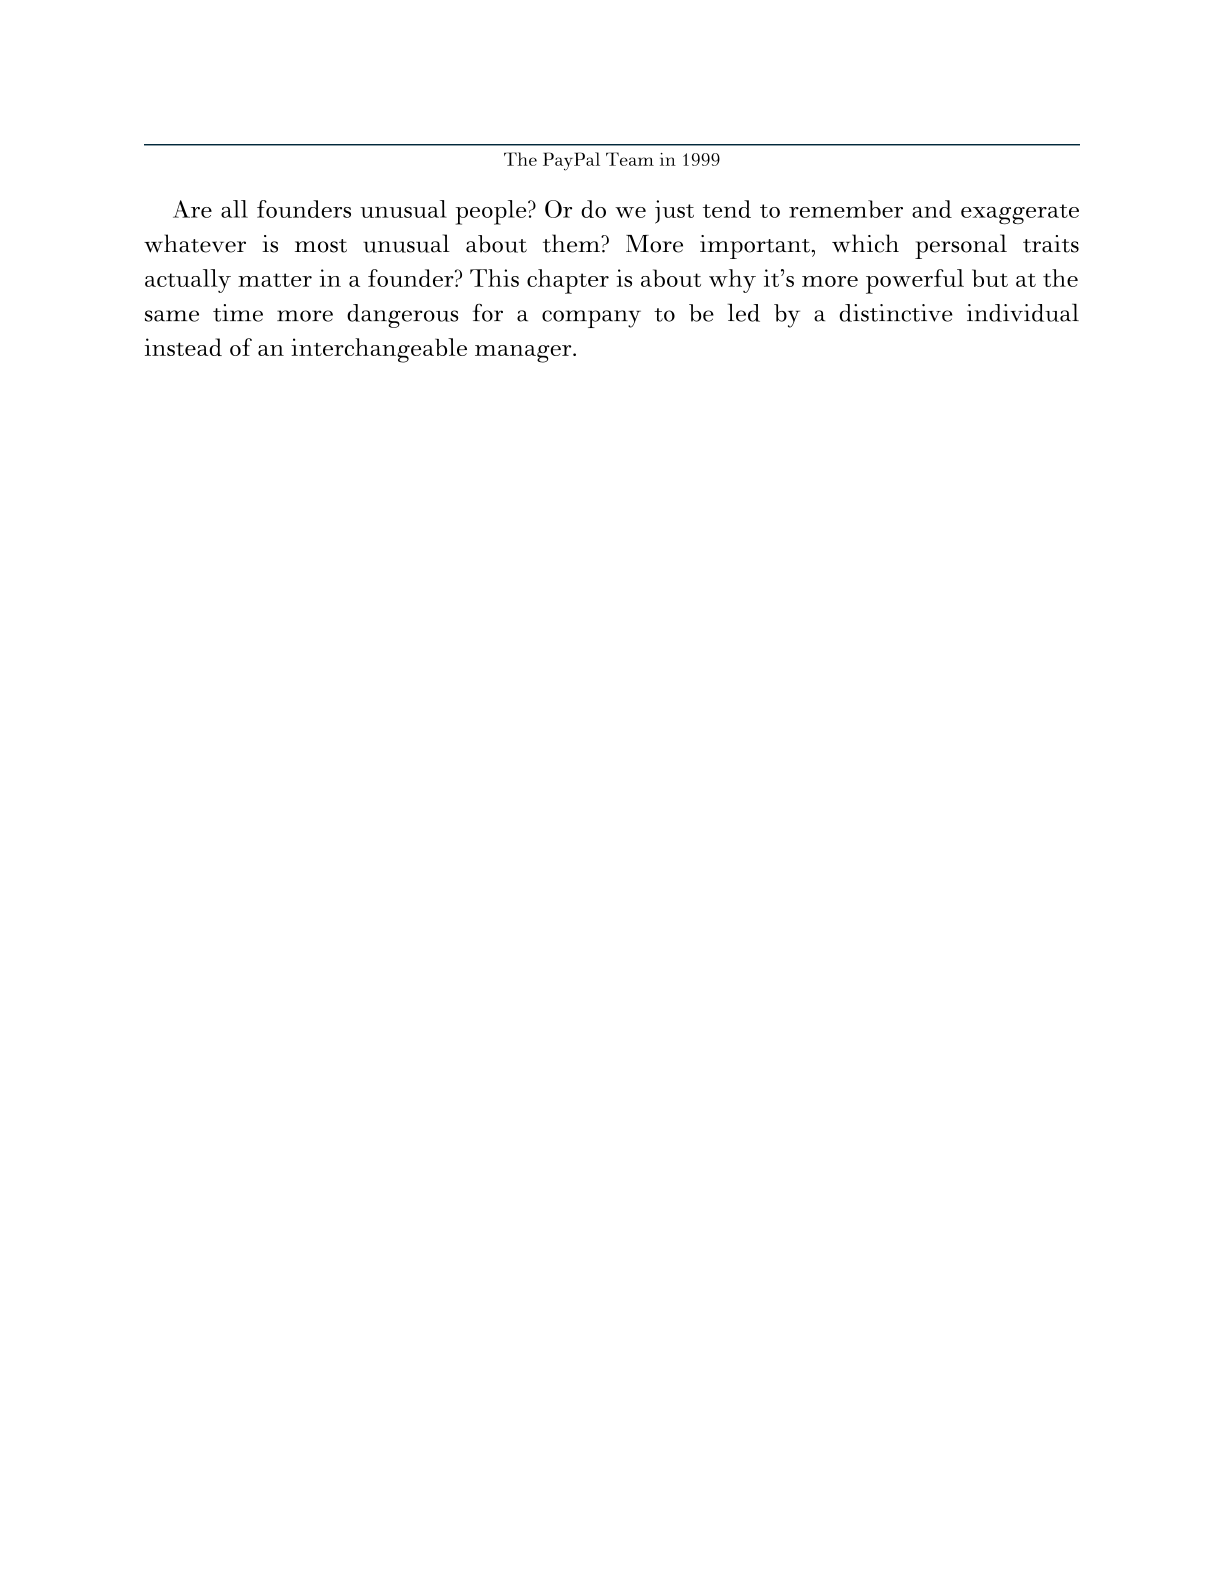 The PayPal Team in 1999
Are all founders unusual people? Or do we just tend to remember and exaggerate
whatever is most unusual about them? More important, which personal traits
actually matter in a founder? This chapter is about why it’s more powerful but at the
same time more dangerous for a company to be led by a distinctive individual
instead of an interchangeable manager.